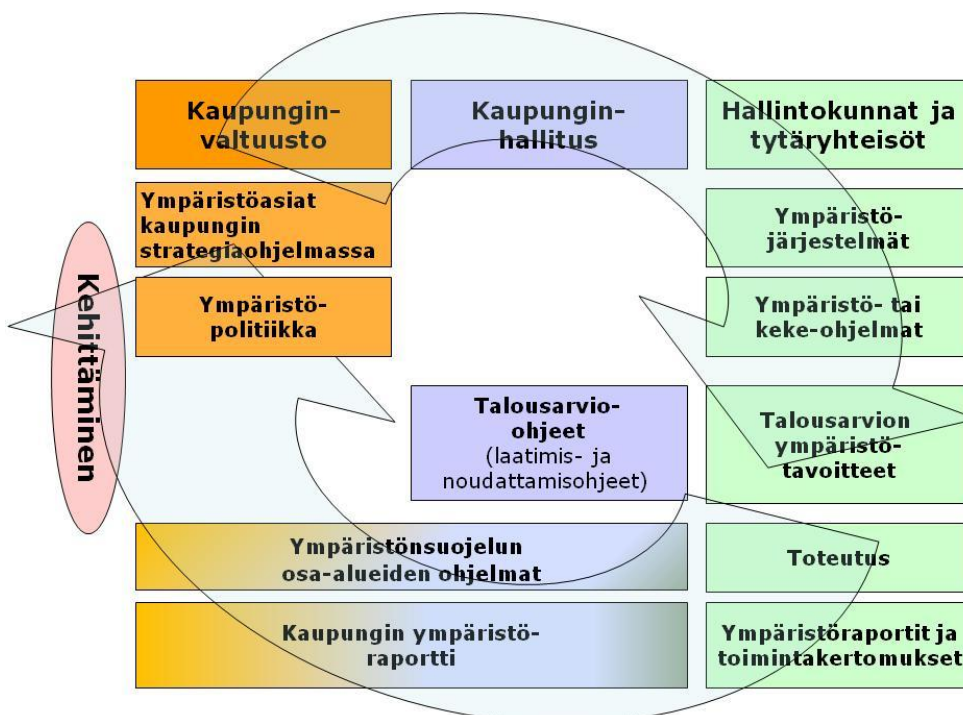 Kaupungin-
valtuusto
Kaupungin-
hallitus
Hallintokunnat ja
tytäryhteisöt
Ympäristöasiat
kaupungin
strategiaohjelmassa
Ympäristö-
järjestelmät
Kehittäminen
Ympäristö-
politiikka
Ympäristö- tai
keke-ohjelmat
Talousarvio-
ohjeet
(laatimis- ja
noudattamisohjeet)
Talousarvion
ympäristö-
tavoitteet
Ympäristönsuojelun
osa-alueiden ohjelmat
Toteutus
Kaupungin ympäristö-
raportti
Ympäristöraportit ja
toimintakertomukset